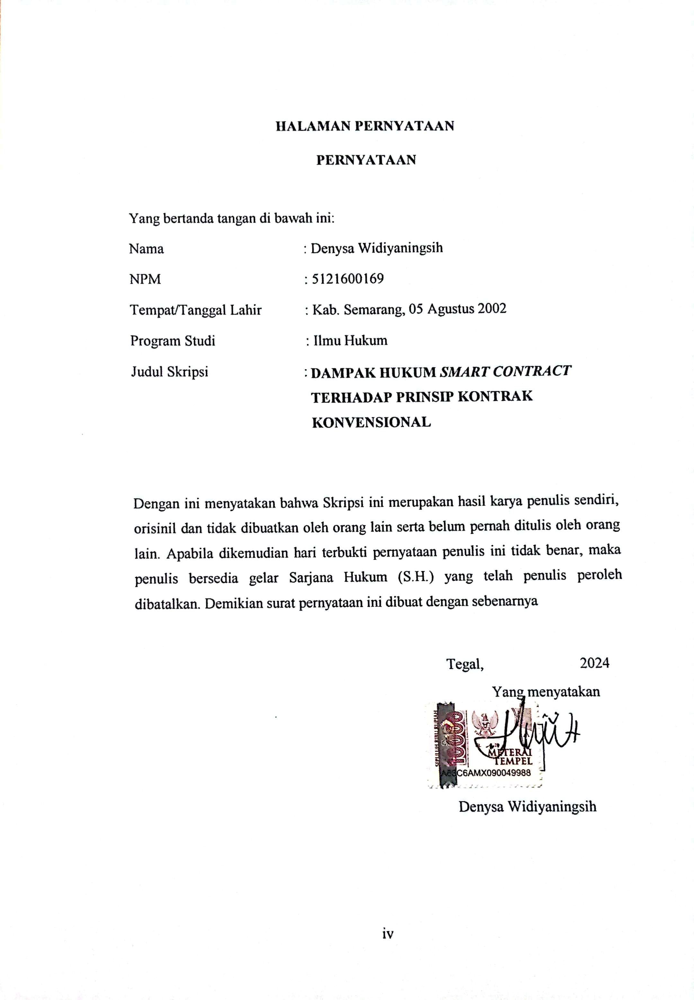 HALAMAN PERNYATAAN
PERNYATAAN
Yang bertanda tangan di bawah ini:
Nama : Denysa Widiyaningsih
NPM : 5121600169
Tempat/Tanggal Lahir : Kab. Semarang, 05 Agustus 2002
Program Studi : Ilmu Hukum
Judul Skripsi : DAMPAK HUKUM SMART CONTRACT
TERHADAP PRINSIP KONTRAK
KONVENSIONAL
Dengan ini menyatakan bahwa Skripsi ini merupakan hasil karya penulis sendiri,
orisinil dan tidak dibuatkan oleh orang lain serta belum pernah ditulis oleh orang
lain. Apabila dikemudian hari terbukti pernyataan penulis ini tidak benar, maka
penulis bersedia gelar Sarjana Hukum (S.H.) yang telah penulis peroleh
dibatalkan. Demikian surat pernyataan ini dibuat dengan sebenarnya
Tegal, 2024
Yang menyatakan
SEPULUH RIBU RUPIAH
10000
METERAI
TEMPEL
C6AMX090049988
Denysa Widiyaningsih
iv